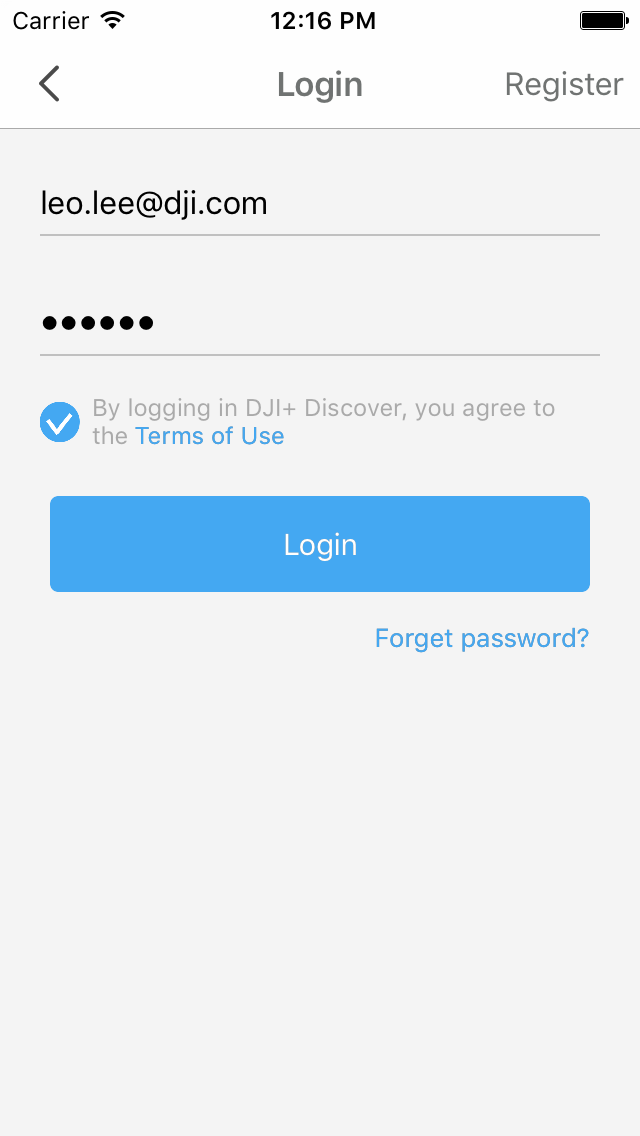 Carrier 12:16 PM
Login Register
leo.lee@dji.com
••••••
By logging in DJI+ Discover, you agree to
the Terms of Use
Login
Forget password?